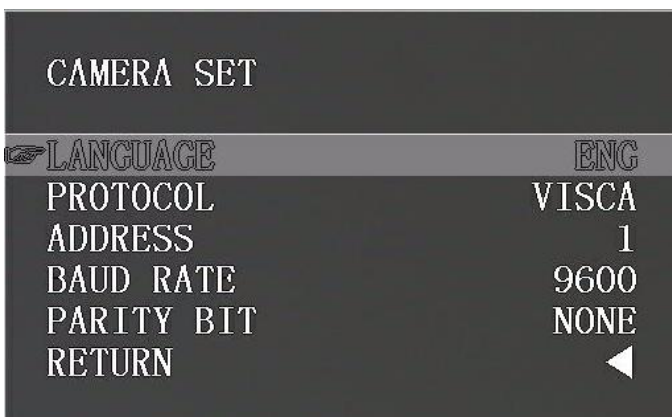 CAMERA SET
LANGUAGE ENG
PROTOCOL VISCA
ADDRESS 1
BAUD RATE 9600
PARITY BIT NONE
RETURN